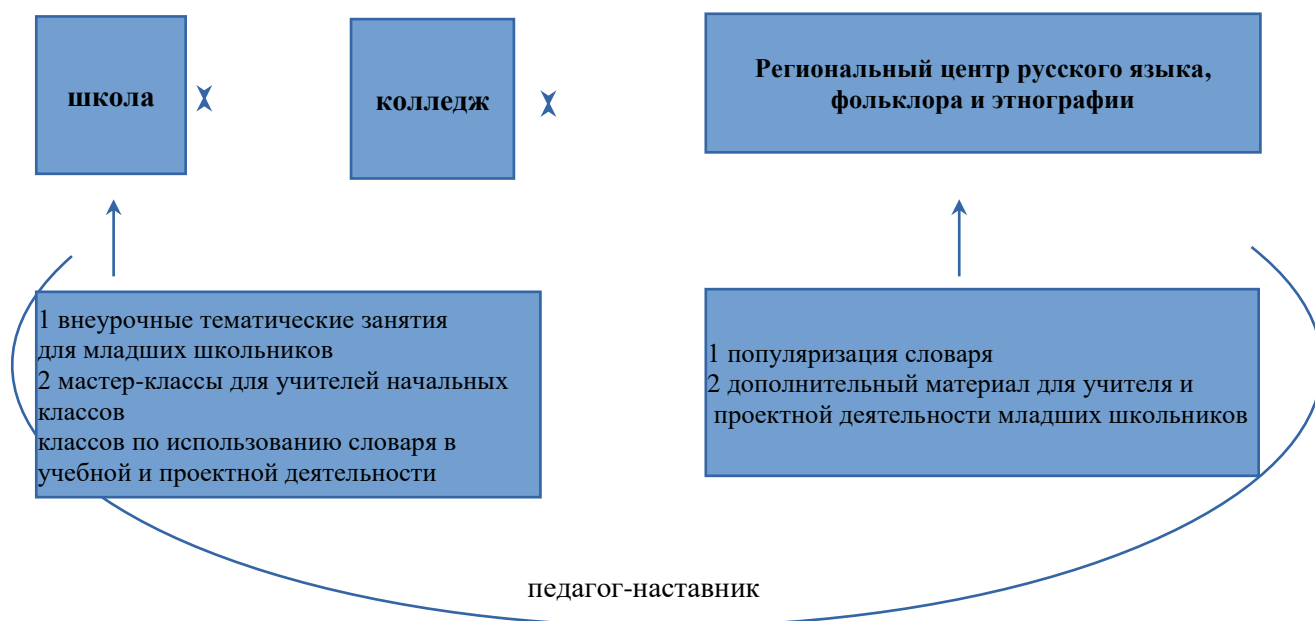 школа
колледж
Региональный центр русского языка,
фольклора и этнографии
1 внеурочные тематические занятия
для младших школьников
2 мастер-классы для учителей начальных
классов
классов по использованию словаря в
учебной и проектной деятельности
1 популяризация словаря
2 дополнительный материал для учителя и
проектной деятельности младших школьников
педагог-наставник